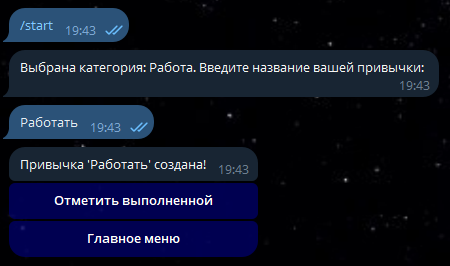 /start 19:43
Выбрана категория: Работа. Введите название вашей привычки:
19:43
Работать 19:43
Привычка 'Работать' создана! 19:43
Отметить выполненной
Главное меню